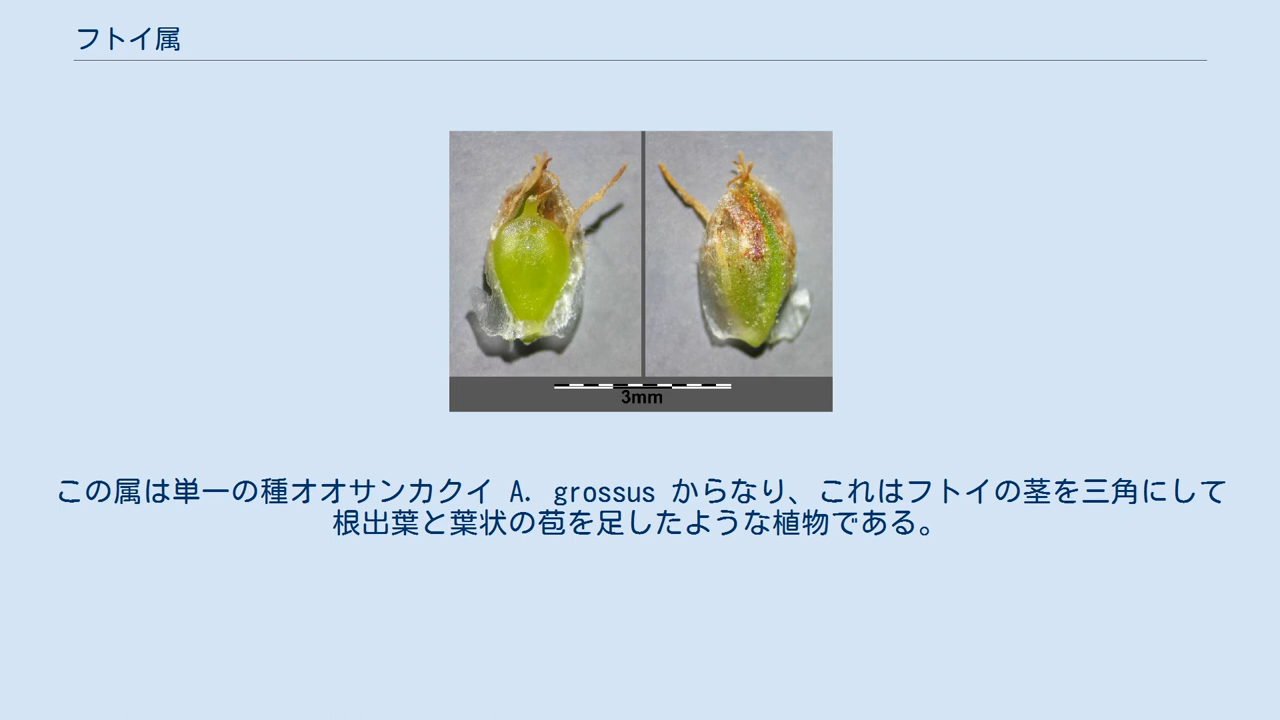 フトイ属
3mm
この属は単一の種オオサンカクイ A. grossus からなり、これはフトイの茎を三角にして
根出葉と葉状の苞を足したような植物である。